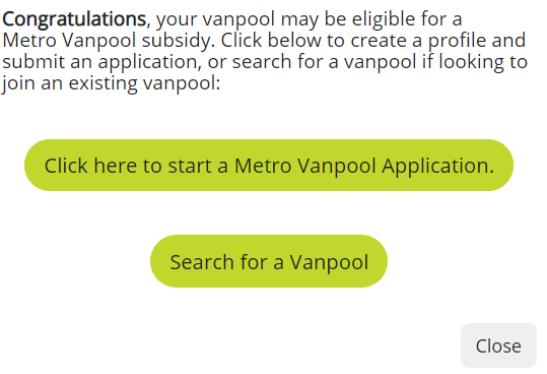 Congratulations, your vanpool may be eligible for a
Metro Vanpool subsidy. Click below to create a profile and
submit an application, or search for a vanpool if looking to
join an existing vanpool:
Click here to start a Metro Vanpool Application.
Search for a Vanpool
Close